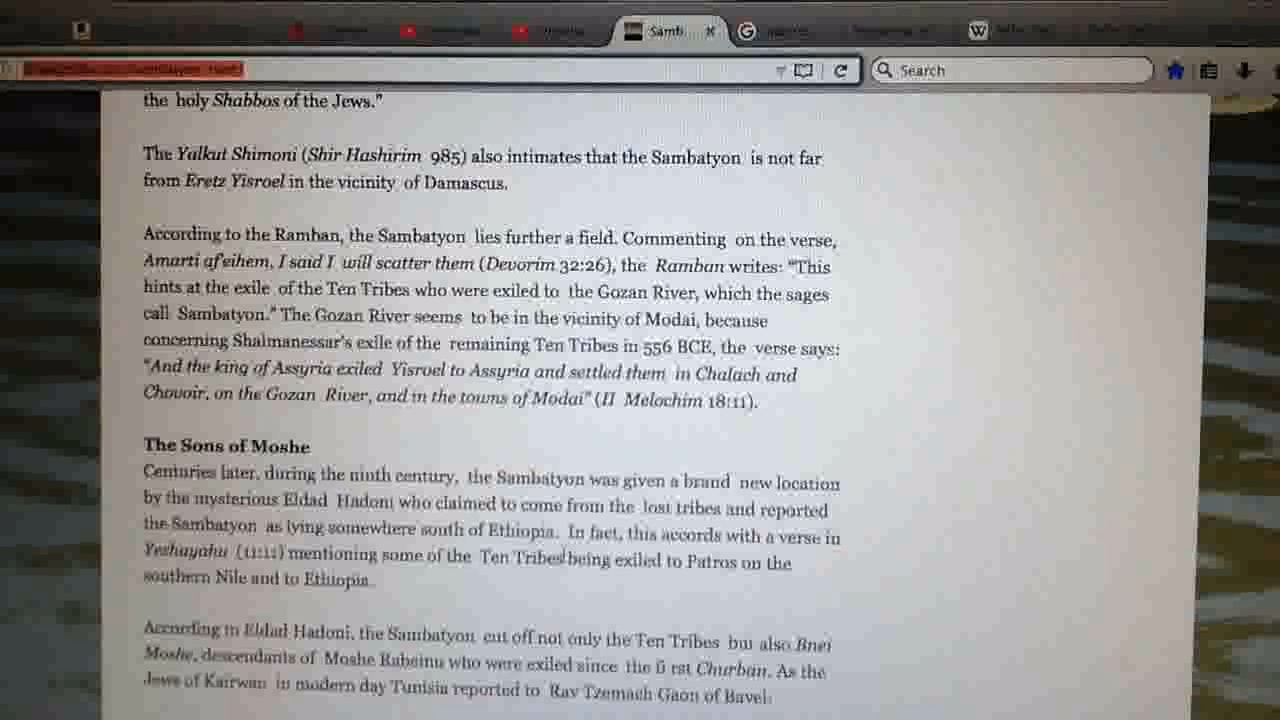 Samb
Search
the holy Shabbos of the Jews."
The Yalkut Shimoni (Shir Hashirim 985) also intimates that the Sambatyon is not far
from Eretz Yisroel in the vicinity of Damascus.
According to the Ramban, the Sambatyon lies further a field. Commenting on the verse,
Amarti af'eihem, I said I will scatter them (Devorim 32:26), the Ramban writes: "This
hints at the exile of the Ten Tribes who were exiled to the Gozan River, which the sages
call Sambatyon." The Gozan River seems to be in the vicinity of Modai, because
concerning Shalmanessar's exile of the remaining Ten Tribes in 556 BCE, the verse says:
"And the king of Assyria exiled Yisroel to Assyria and settled them in Chalach and
Chovoir, on the Gozan River, and in the towns of Modai" (II Melochim 18:11).
The Sons of Moshe
Centuries later, during the ninth century, the Sambatyon was given a brand new location
by the mysterious Eldad Hadoni who claimed to come from the lost tribes and reported
the Sambatyon as lying somewhere south of Ethiopia. In fact, this accords with a verse in
Yeshayahu (11:11) mentioning some of the Ten Tribes being exiled to Patros on the
southern Nile and to Ethiopia.
According to Eldad Hadoni, the Sambatyon cut off not only the Ten Tribes but also Bnei
Moshe, descendants of Moshe Rabeinu who were exiled since the fi rst Churban. As the
Jews of Kairwan in modern day Tunisia reported to Rav Tzemach Gaon of Bavel: